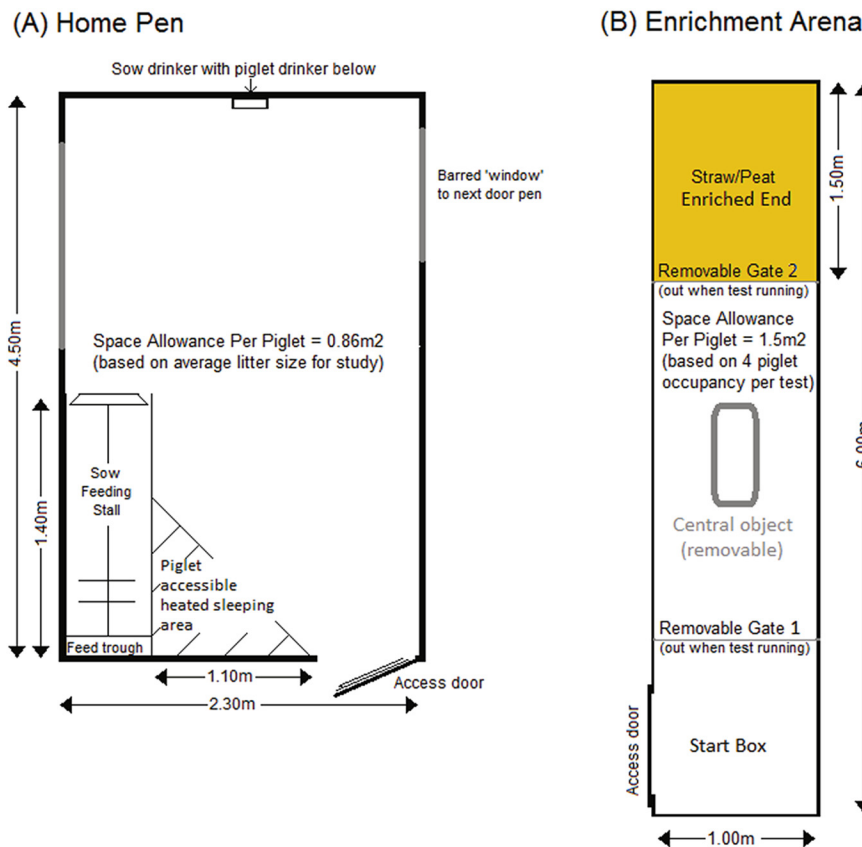 (A) Home Pen
Sow drinker with piglet drinker below
Barred 'window'
to next door pen
4.50m
Space Allowance Per Piglet = 0.86m2
(based on average litter size for study)
1.40m
Sow
Feeding
Stall
Piglet
accessible
heated sleeping
area
Feed trough
1.10m
Access door
2.30m
(B) Enrichment Arena
Straw/Peat
Enriched End
1.50m
Removable Gate 2
(out when test running)
Space Allowance
Per Piglet = 1.5m2
(based on 4 piglet
occupancy per test)
Central object
(removable)
Removable Gate 1
(out when test running)
Access door
Start Box
1.00m